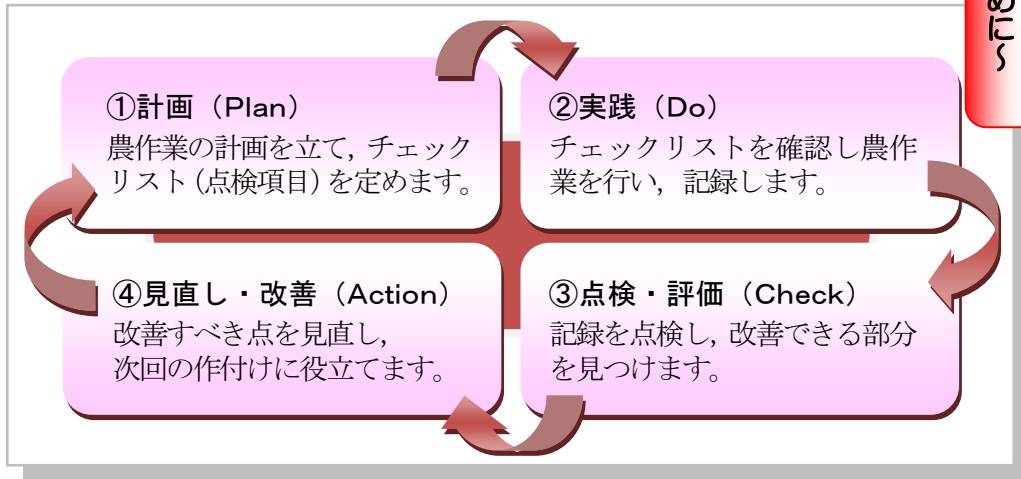 めに～
①計画（Plan）
農作業の計画を立て，チェック
リスト（点検項目）を定めます。
②実践（Do）
チェックリストを確認し農作
業を行い，記録します。
③点検・評価（Check）
記録を点検し，改善できる部分
を見つけます。
④見直し・改善（Action）
改善すべき点を見直し，
次回の作付けに役立てます。